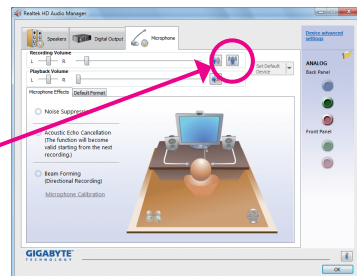 Realtek HD Audio Manager
Speakers
Digital Output
Microphone
Device advanced
settings
Recording Volume
L
R
Set Default
Device
Playback Volume
L
R
ANALOG
Back Panel
Microphone Effects
Default Format
Noise Suppression
Acoustic Echo Cancellation
(The function will become
valid starting from the next
recording.)
Front Panel
Beam Forming
(Directional Recording)
Microphone Calibration
GIGABYTE
TECHNOLOGY
OK